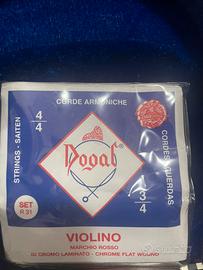 CORDE ARMONICHE
4/4
Dogal®
STRINGS - SAITEN
CORDES - CUERDAS
3/4
SET
R 31
VIOLINO
MARCHIO ROSSO
IN CROMO LAMINATO - CHROME FLAT WOUND